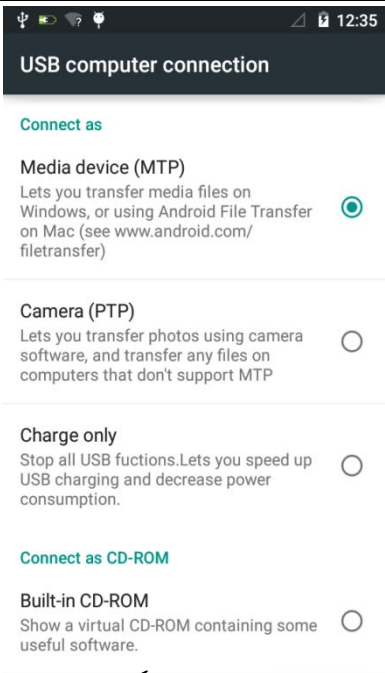 12:35
USB computer connection
Connect as
Media device (MTP)
Lets you transfer media files on
Windows, or using Android File Transfer
on Mac (see www.android.com/
filetransfer)
Camera (PTP)
Lets you transfer photos using camera
software, and transfer any files on
computers that don't support MTP
Charge only
Stop all USB fuctions.Lets you speed up
USB charging and decrease power
consumption.
Connect as CD-ROM
Built-in CD-ROM
Show a virtual CD-ROM containing some
useful software.